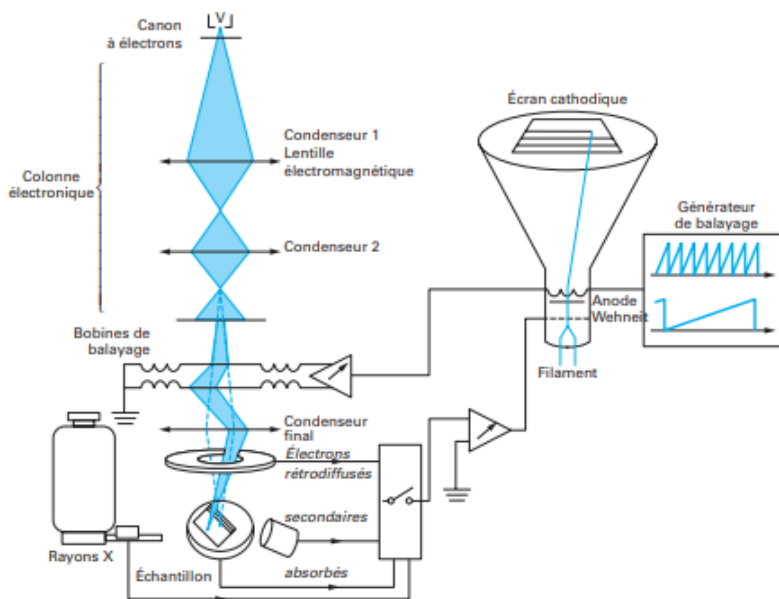 V
Canon
à électrons
Colonne
électronique
Condenseur 1
Lentille
électromagnétique
Condenseur 2
Bobines de
balayage
Condenseur
final
Électrons
rétrodiffusés
secondaires
absorbés
Rayons X
Échantillon
Écran cathodique
Générateur
de balayage
Anode
Wehneit
Filament